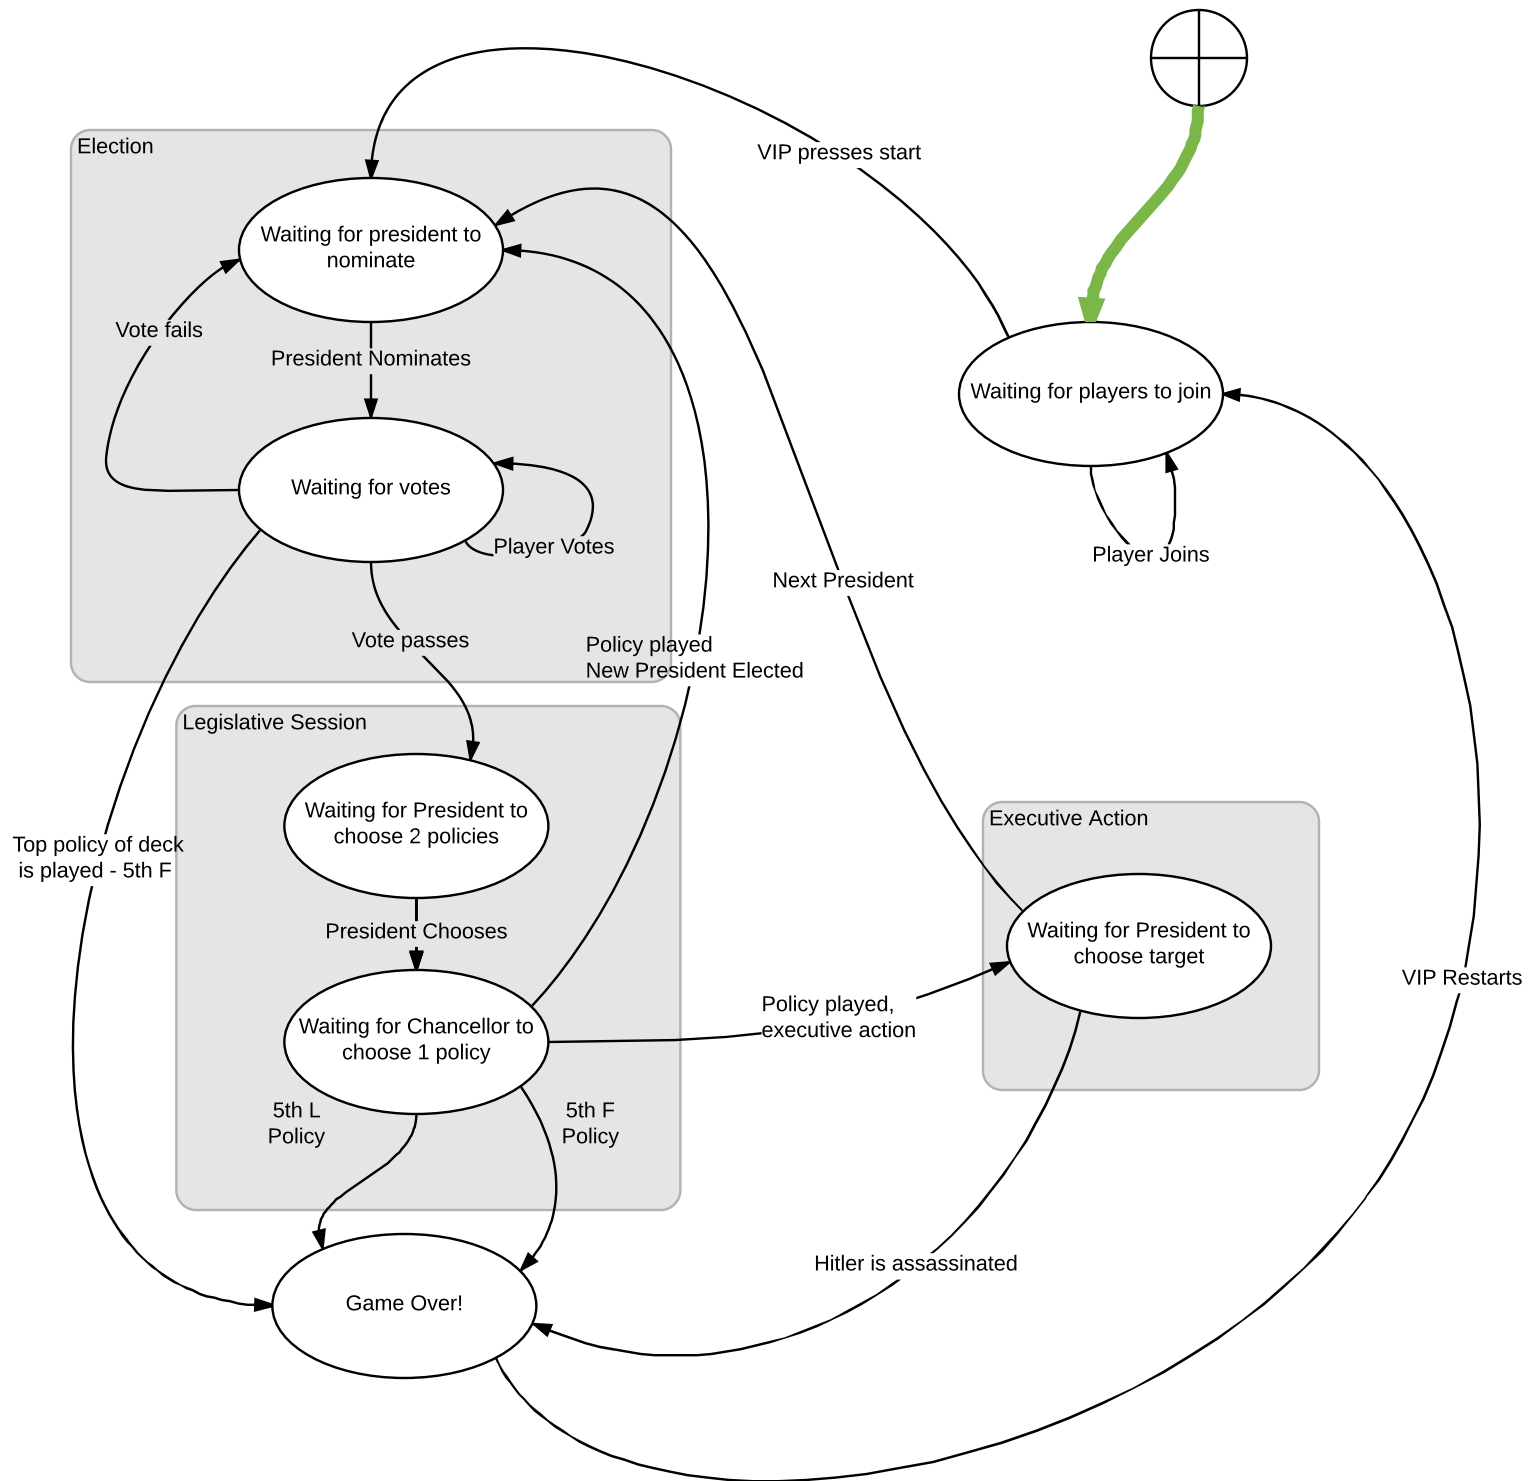 VIP presses start
Election
Waiting for president to
nominate
Vote fails
President Nominates
Waiting for players to join
Waiting for votes
Player Votes
Player Joins
Next President
Vote passes
Policy played
New President Elected
Legislative Session
Waiting for President to
choose 2 policies
Top policy of deck
is played - 5th F
Executive Action
President Chooses
Waiting for President to
choose target
VIP Restarts
Policy played,
executive action
Waiting for Chancellor to
choose 1 policy
5th L
Policy
5th F
Policy
Hitler is assassinated
Game Over!